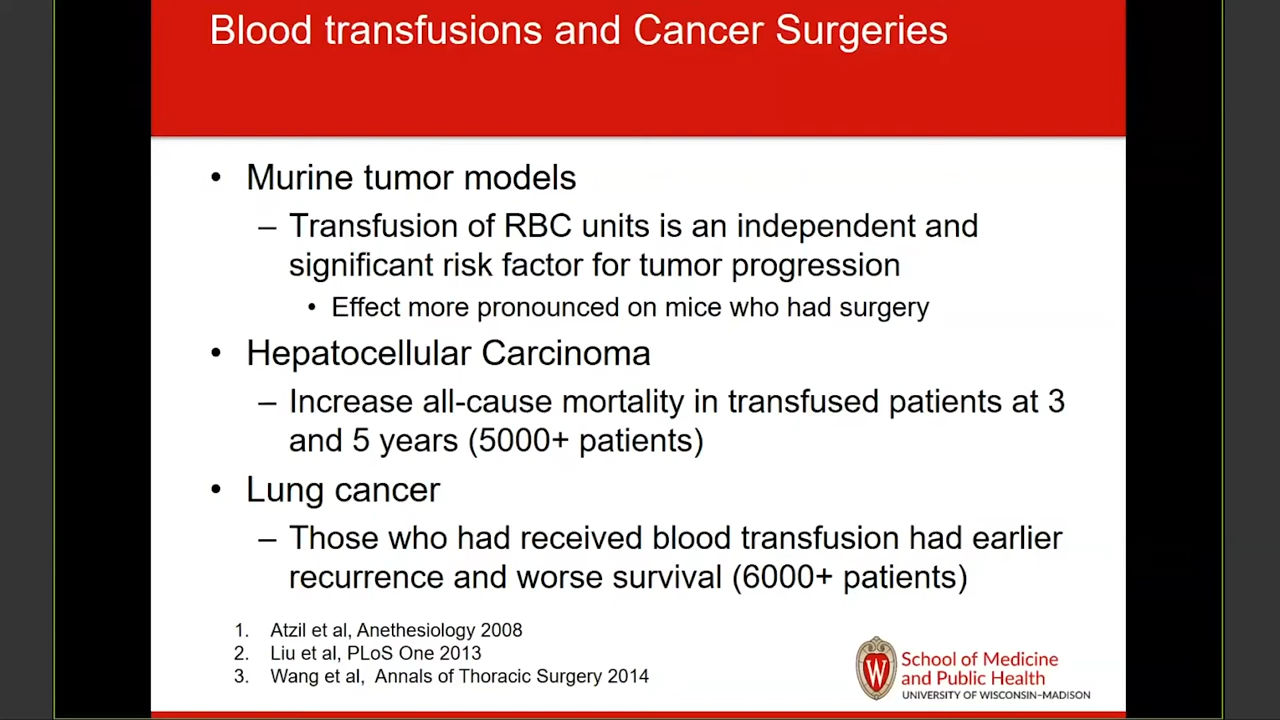 Blood transfusions and Cancer Surgeries
• Murine tumor models
– Transfusion of RBC units is an independent and
significant risk factor for tumor progression
• Effect more pronounced on mice who had surgery
• Hepatocellular Carcinoma
– Increase all-cause mortality in transfused patients at 3
and 5 years (5000+ patients)
• Lung cancer
– Those who had received blood transfusion had earlier
recurrence and worse survival (6000+ patients)
1. Atzil et al, Anethesiology 2008
2. Liu et al, PLoS One 2013
3. Wang et al, Annals of Thoracic Surgery 2014
W
School of Medicine
and Public Health
UNIVERSITY OF WISCONSIN–MADISON